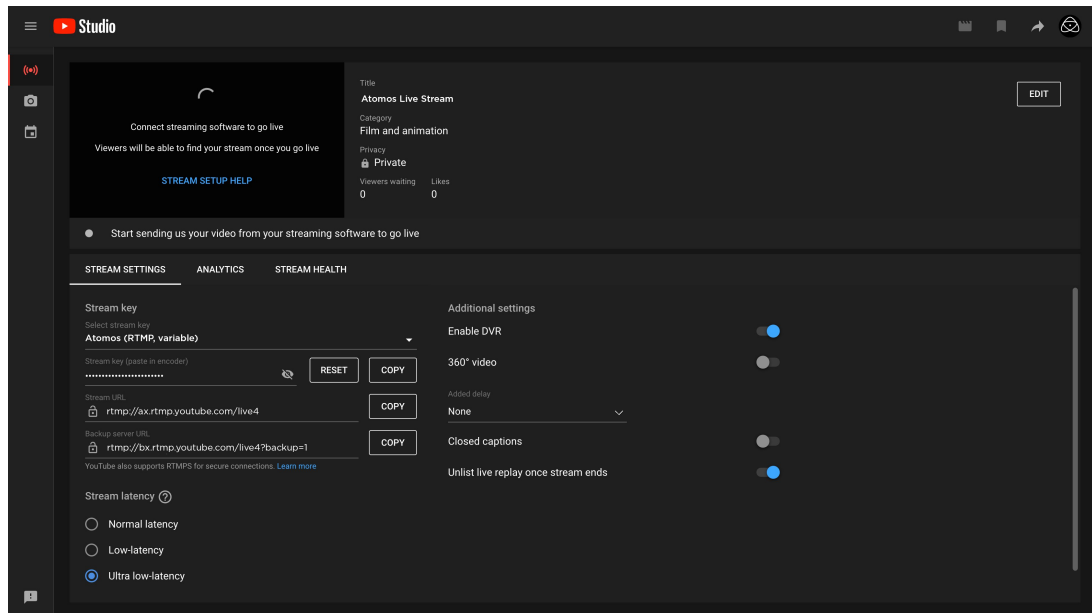 Studio
Title
Atomos Live Stream
EDIT
Connect streaming software to go live
Viewers will be able to find your stream once you go live
STREAM SETUP HELP
Category
Film and animation
Privacy
Private
Viewers waiting Likes
0 0
Start sending us your video from your streaming software to go live
STREAM SETTINGS ANALYTICS STREAM HEALTH
Stream key
Select stream key
Atomos (RTMP, variable)
Stream key (paste in encoder)
••••••••••••••••••••••• RESET COPY
Stream URL
rtmp://ax.rtmp.youtube.com/live4 COPY
Backup server URL
rtmp://bx.rtmp.youtube.com/live4?backup=1 COPY
YouTube also supports RTMPS for secure connections. Learn more
Stream latency ?
Normal latency
Low-latency
Ultra low-latency
Additional settings
Enable DVR
360° video
Added delay
None
Closed captions
Unlist live replay once stream ends